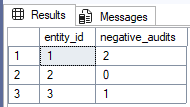 Results Messages
entity_id negative_audits
1 1 2
2 2 0
3 3 1